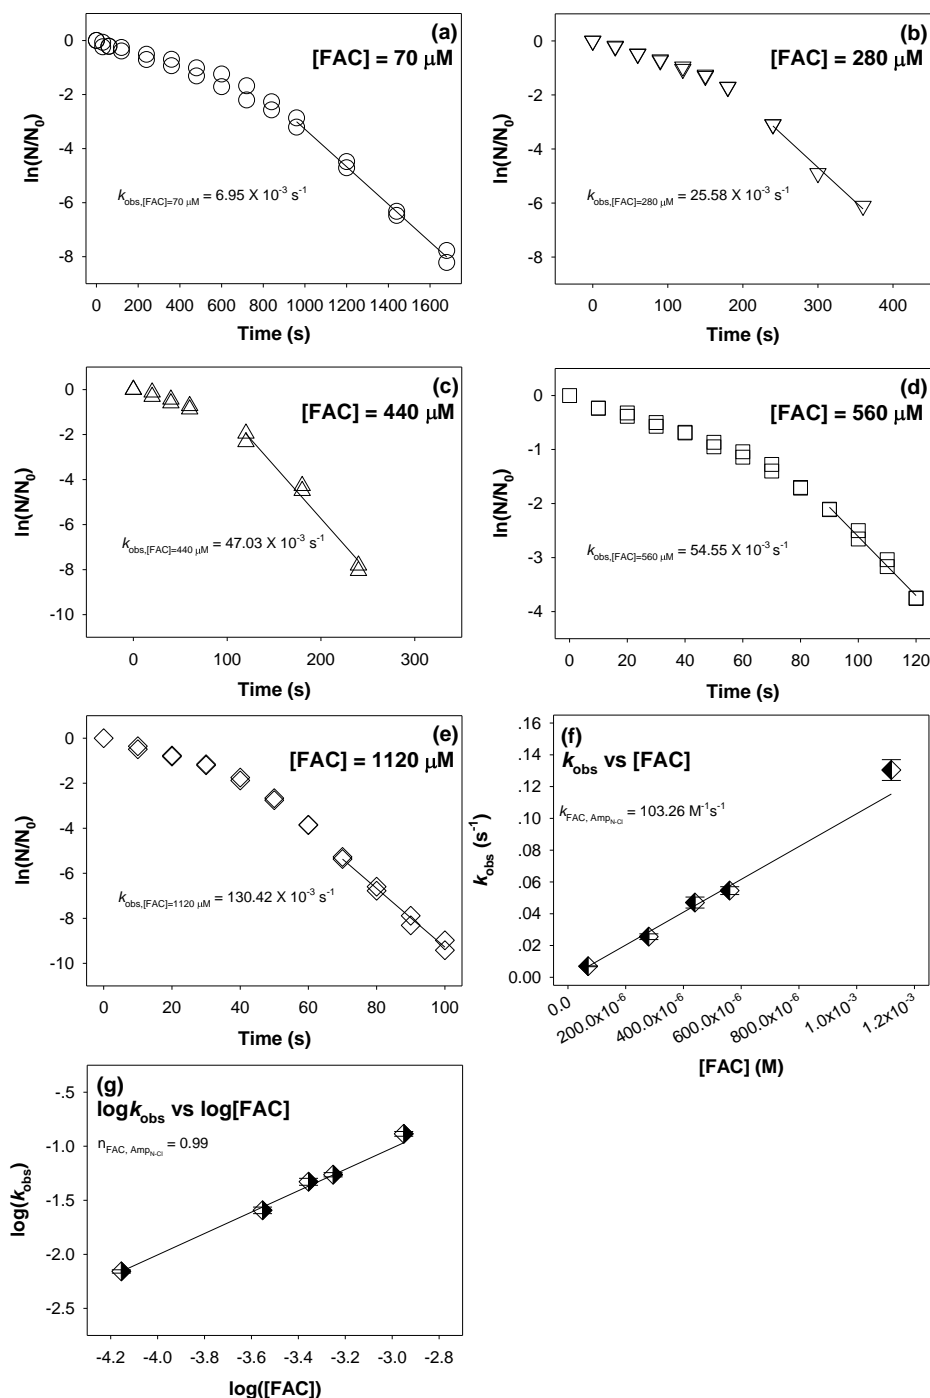 (a)
[FAC] = 70 μM
0
-2
-4
-6
-8
ln(N/N0)
kobs,[FAC]=70 μM = 6.95 X 10-3 s-1
0 200 400 600 800 1000 1200 1400 1600
Time (s)
(b)
[FAC] = 280 μM
0
-2
-4
-6
-8
ln(N/N0)
kobs,[FAC]=280 μM = 25.58 X 10-3 s-1
0 100 200 300 400
Time (s)
(c)
[FAC] = 440 μM
0
-2
-4
-6
-8
-10
ln(N/N0)
kobs,[FAC]=440 μM = 47.03 X 10-3 s-1
0 100 200 300
Time (s)
(d)
[FAC] = 560 μM
0
-1
-2
-3
-4
ln(N/N0)
kobs,[FAC]=560 μM = 54.55 X 10-3 s-1
0 20 40 60 80 100 120
Time (s)
(e)
[FAC] = 1120 μM
0
-2
-4
-6
-8
-10
ln(N/N0)
kobs,[FAC]=1120 μM = 130.42 X 10-3 s-1
0 20 40 60 80 100
Time (s)
(f)
kobs vs [FAC]
kFAC, AmpN-Cl = 103.26 M-1s-1
.16
.14
.12
.10
.08
.06
.04
.02
0.00
kobs (s-1)
0.0 200.0x10-6 400.0x10-6 600.0x10-6 800.0x10-6 1.0x10-3 1.2x10-3
[FAC] (M)
(g)
logkobs vs log[FAC]
nFAC, AmpN-Cl = 0.99
-.5
-1.0
-1.5
-2.0
-2.5
log(kobs)
-4.2 -4.0 -3.8 -3.6 -3.4 -3.2 -3.0 -2.8
log([FAC])